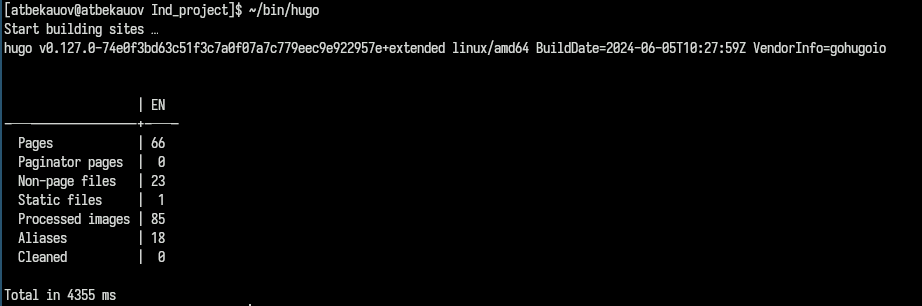 [atbekauov@atbekauov Ind_project]$ ~/bin/hugo
Start building sites …
hugo v0.127.0-74e0f3bd63c51f3c7a0f07a7c779eec9e922957e+extended linux/amd64 BuildDate=2024-06-05T10:27:59Z VendorInfo=gohugoio
                   | EN
-------------------+-----
  Pages            | 66
  Paginator pages  |  0
  Non-page files   | 23
  Static files     |  1
  Processed images | 85
  Aliases          | 18
  Cleaned          |  0
Total in 4355 ms